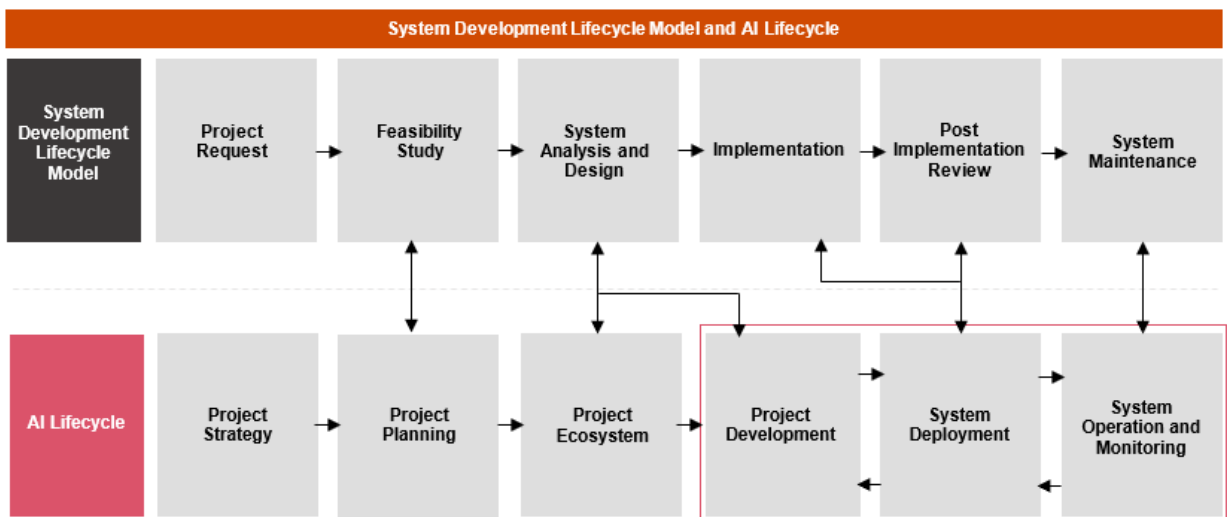 System Development Lifecycle Model and AI Lifecycle
System
Development
Lifecycle
Model
Project
Request
Feasibility
Study
System
Analysis and
Design
Implementation
Post
Implementation
Review
System
Maintenance
AI Lifecycle
Project
Strategy
Project
Planning
Project
Ecosystem
Project
Development
System
Deployment
System
Operation and
Monitoring